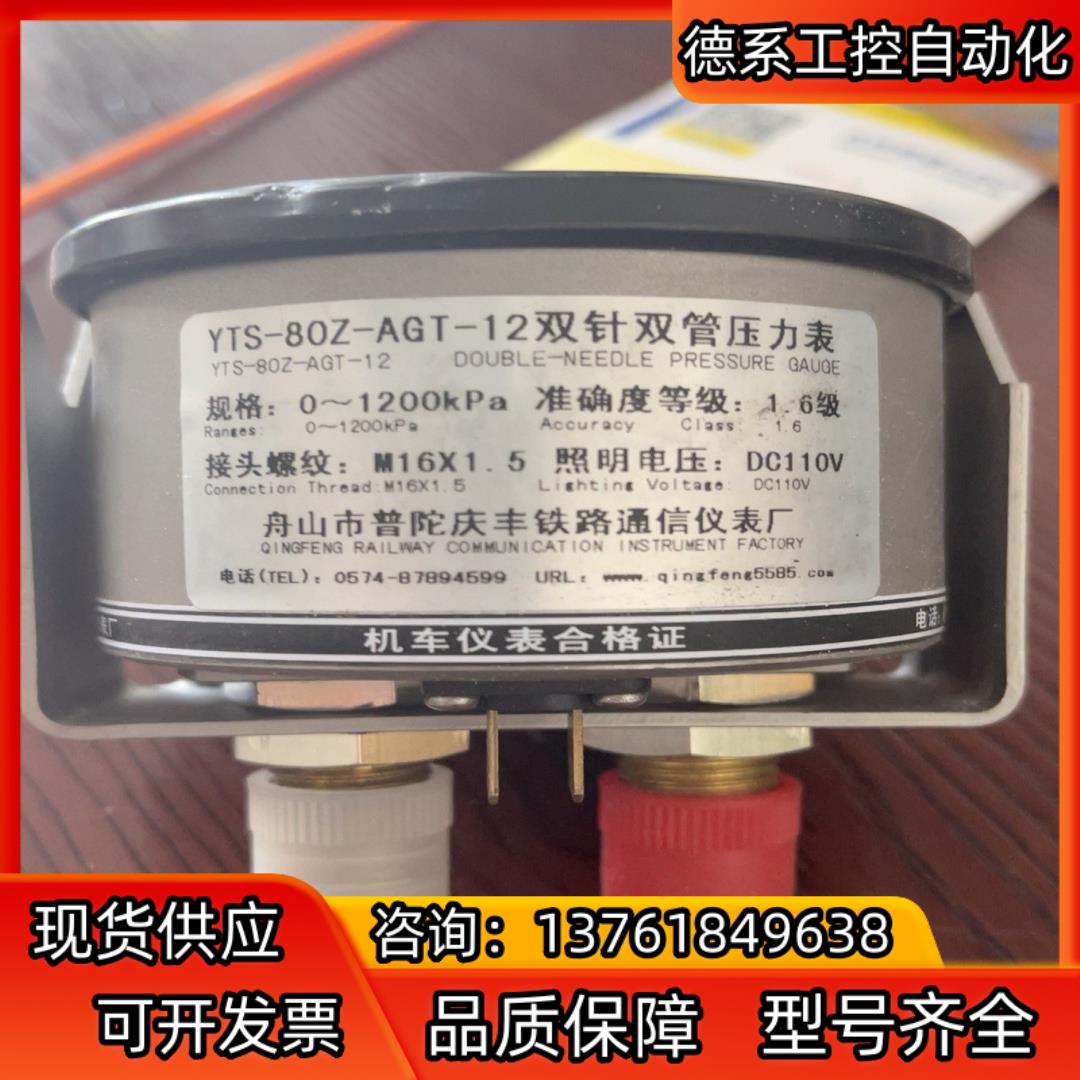 德系工控自动化
YTS-80Z-AGT-12双针双管压力表
YTS-80Z-AGT-12 DOUBLE-NEEDLE PRESSURE GAUGE
规格：0～1200kPa 准确度等级：1.6级
Ranges: 0～1200kPa Accuracy Class: 1.6
接头螺纹：M16X1.5 照明电压：DC110V
Connection Thread:M16X1.5 Lighting Voltage: DC110V
舟山市普陀庆丰铁路通信仪表厂
QINGFENG RAILWAY COMMUNICATION INSTRUMENT FACTORY
电话(TEL)：0574-87894599 URL：www.qingfeng5585.com
厂 机车仪表合格证 电话:
现货供应 咨询：13761849638
可开发票 品质保障 型号齐全